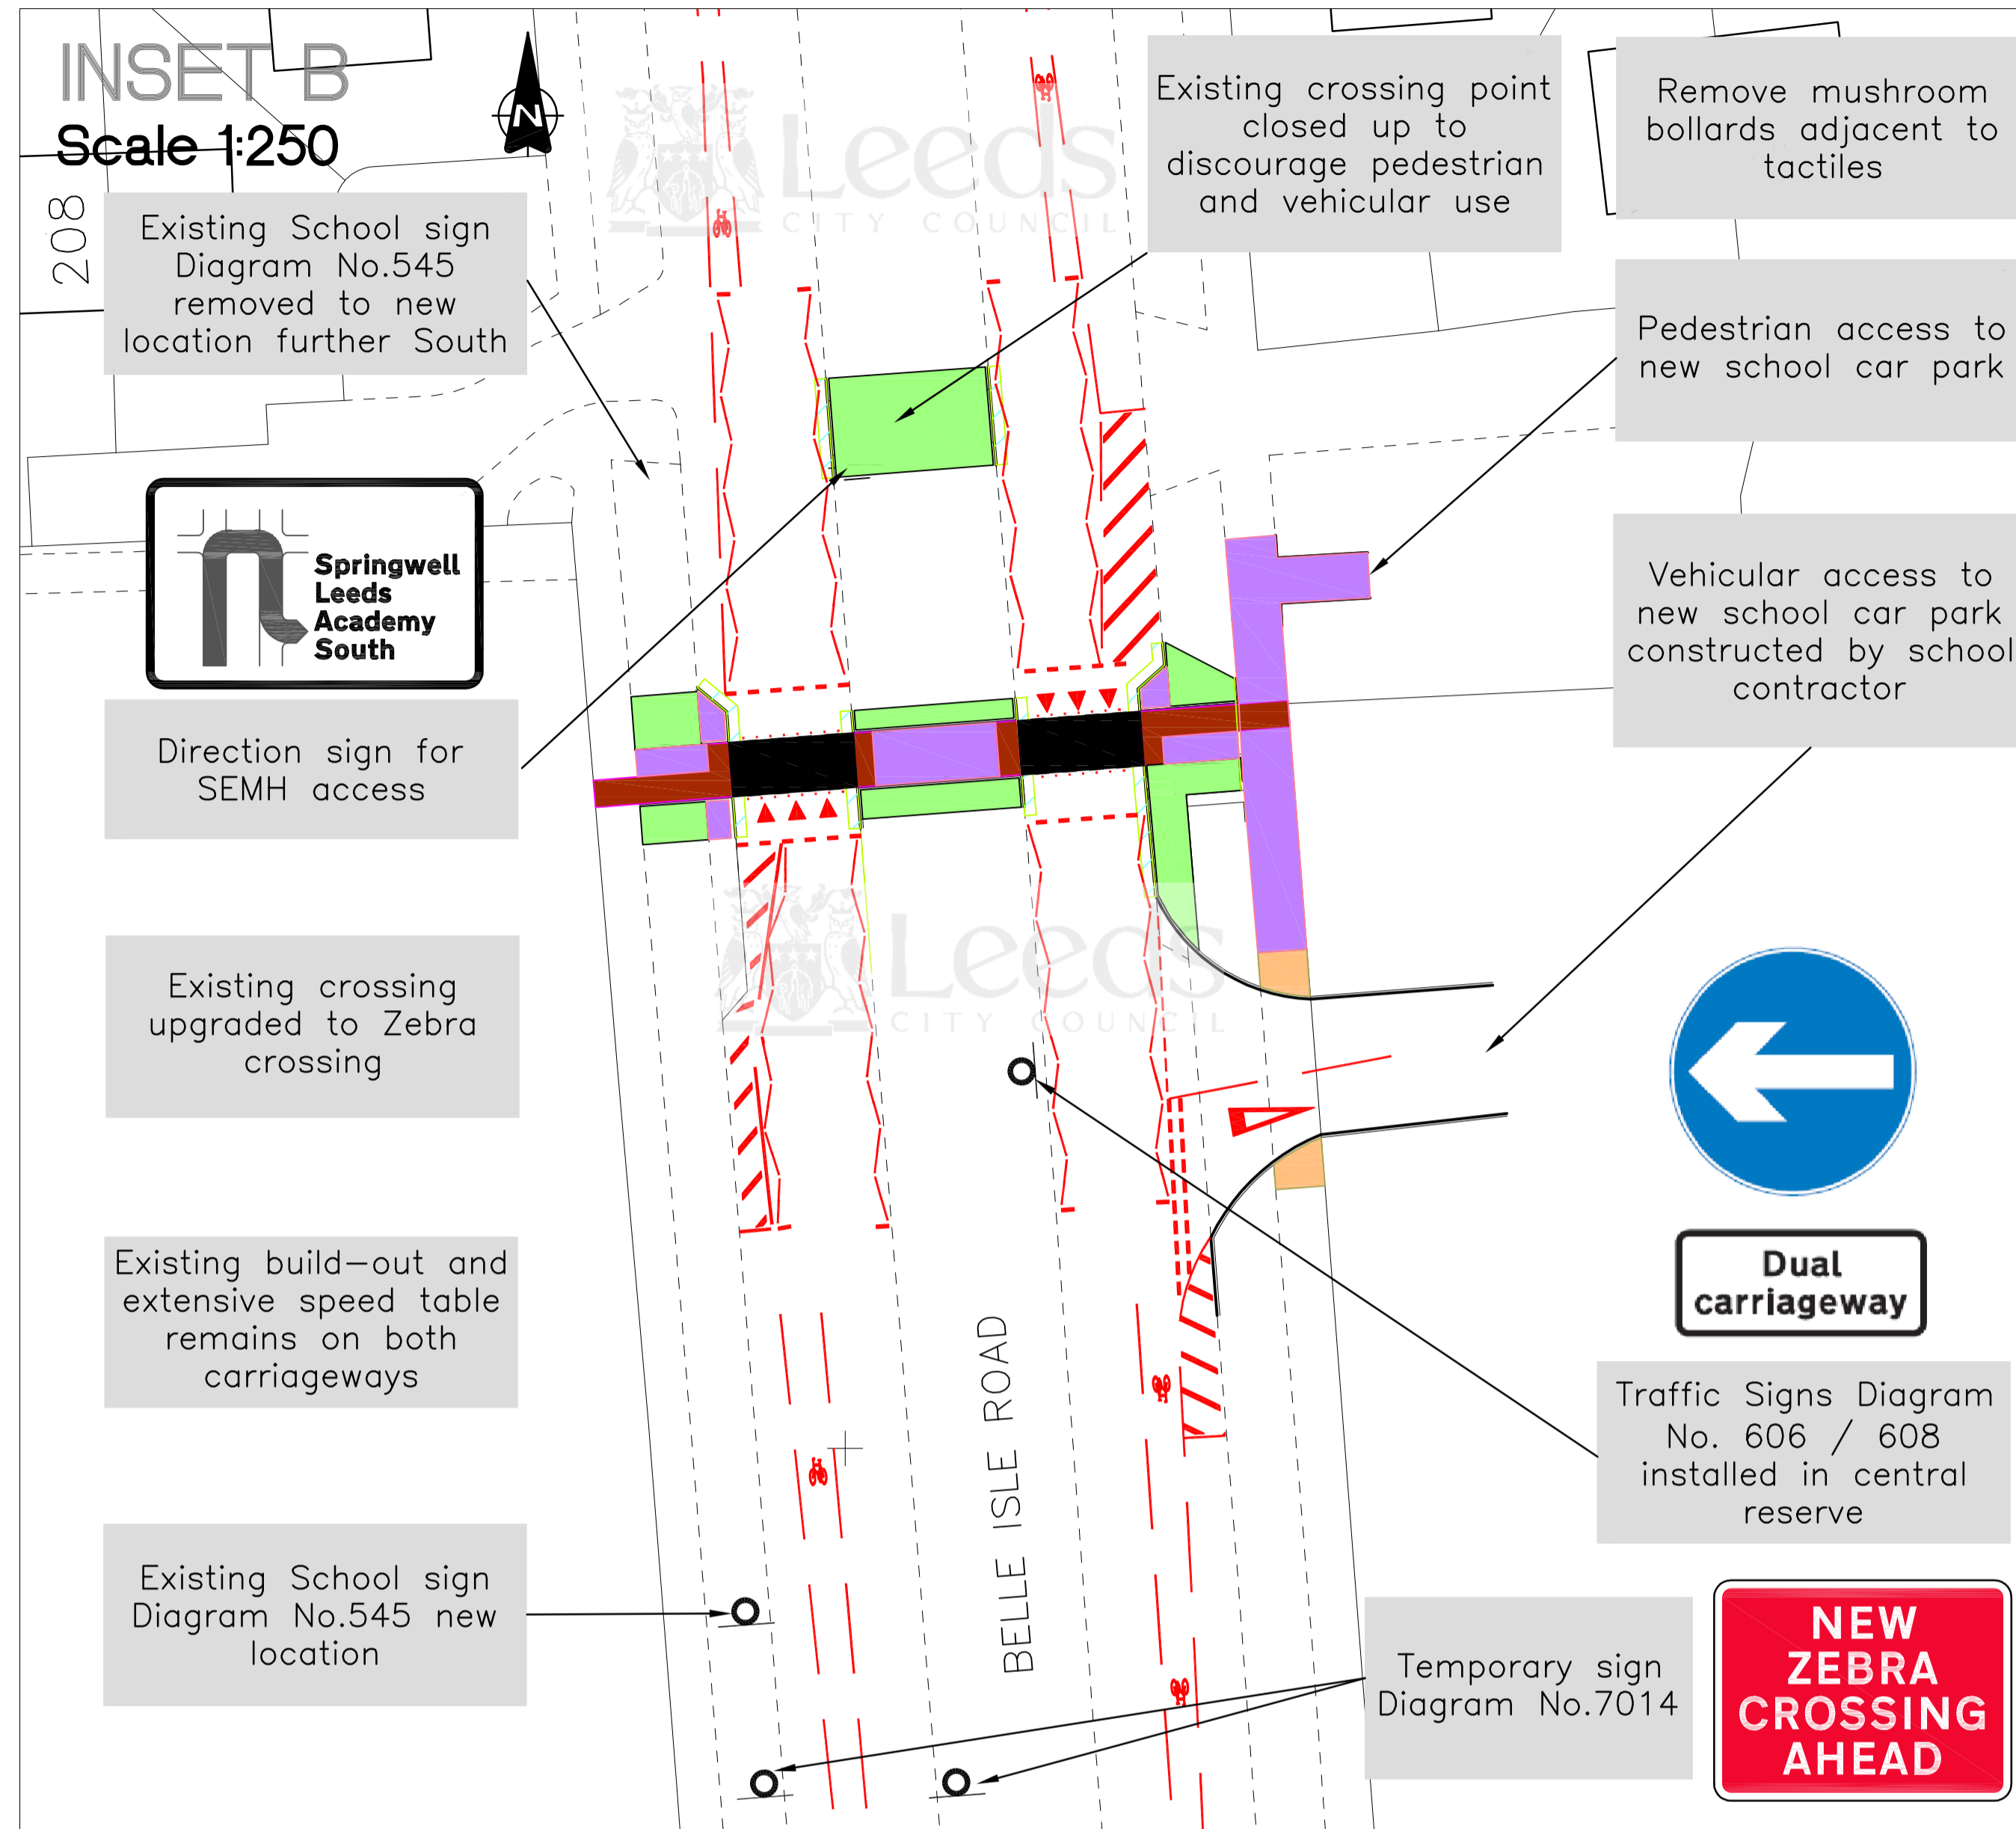 INSET B
Scale 1:250
N
208
Leeds
CITY COUNCIL
Existing School sign
Diagram No.545
removed to new
location further South
Existing crossing point
closed up to
discourage pedestrian
and vehicular use
Remove mushroom
bollards adjacent to
tactiles
Pedestrian access to
new school car park
Springwell
Leeds
Academy
South
Vehicular access to
new school car park
constructed by school
contractor
Direction sign for
SEMH access
Existing crossing
upgraded to Zebra
crossing
Leeds
CITY COUNCIL
Existing build-out and
extensive speed table
remains on both
carriageways
Dual
carriageway
Traffic Signs Diagram
No. 606 / 608
installed in central
reserve
BELLE ISLE ROAD
Existing School sign
Diagram No.545 new
location
Temporary sign
Diagram No.7014
NEW
ZEBRA
CROSSING
AHEAD